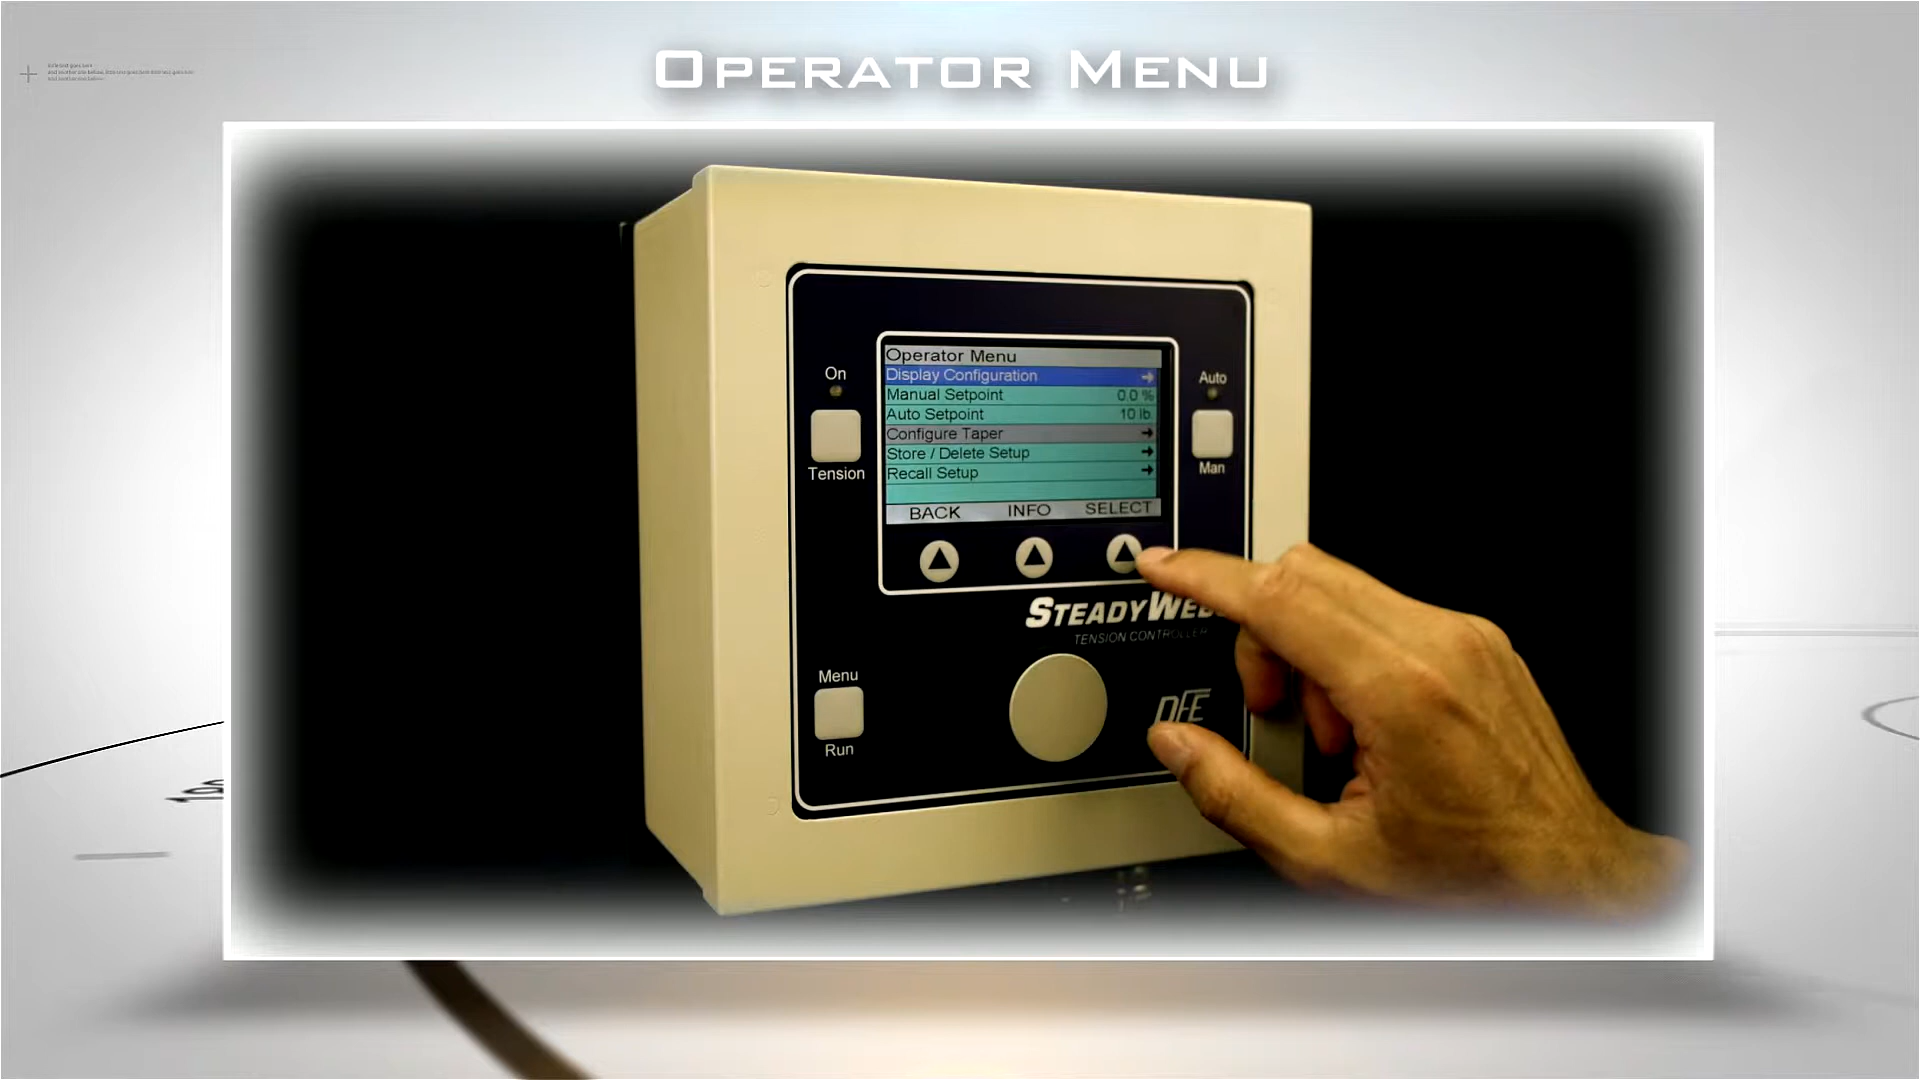 Operator Menu
Operator Menu
Display Configuration →
Manual Setpoint 0.0 %
Auto Setpoint 10 lb.
Configure Taper →
Store / Delete Setup →
Recall Setup →
BACK INFO SELECT
On
Tension
Auto
Man
STEADYWEB
TENSION CONTROLLER
Menu
Run
DFE